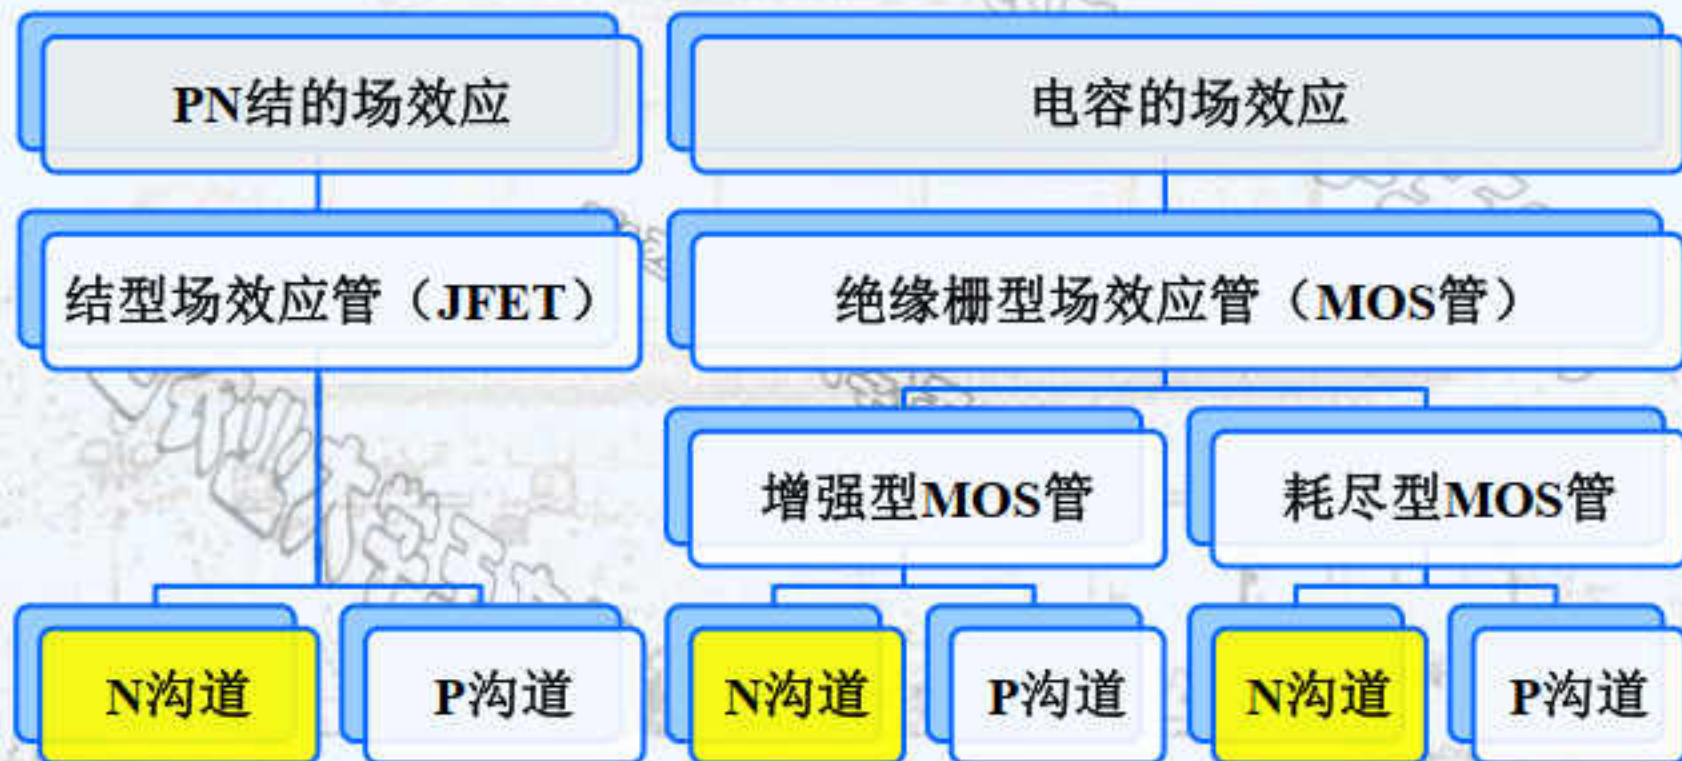 PN结的场效应
电容的场效应
结型场效应管（JFET）
绝缘栅型场效应管（MOS管）
增强型MOS管
耗尽型MOS管
N沟道
P沟道
N沟道
P沟道
N沟道
P沟道